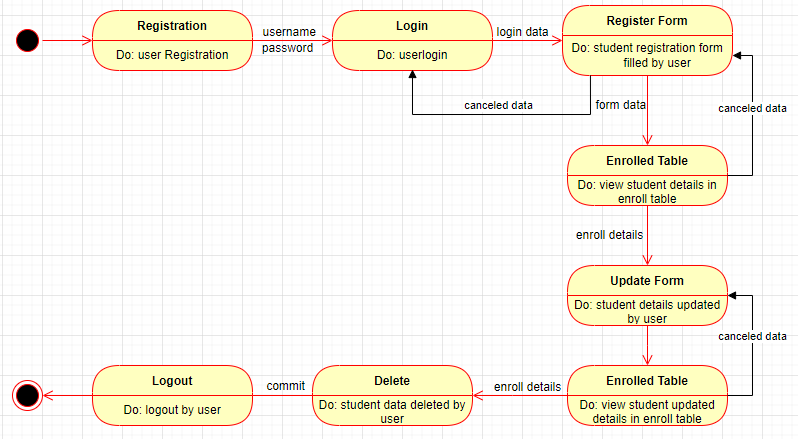 Registration
Do: user Registration
username
password
Login
Do: userlogin
login data
Register Form
Do: student registration form
filled by user
canceled data
form data
canceled data
Enrolled Table
Do: view student details in
enroll table
enroll details
Update Form
Do: student details updated
by user
canceled data
Enrolled Table
Do: view student updated
details in enroll table
enroll details
Delete
Do: student data deleted by
user
commit
Logout
Do: logout by user